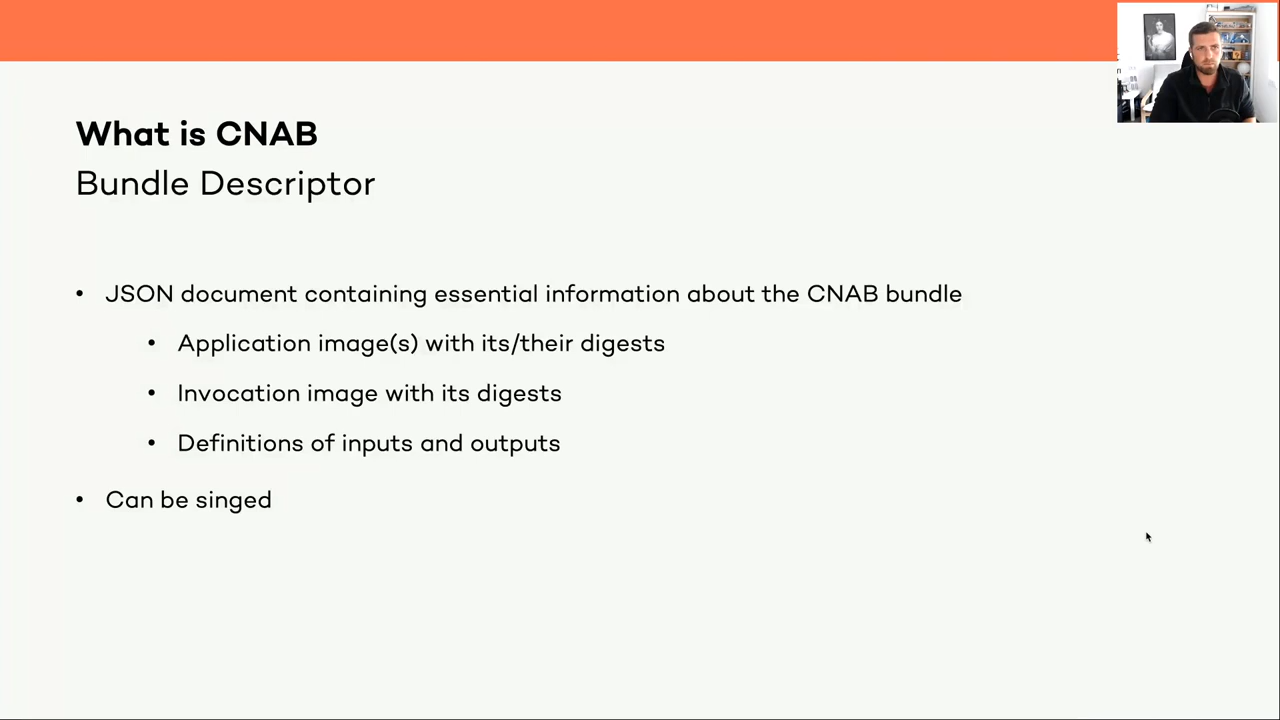 What is CNAB
Bundle Descriptor
• JSON document containing essential information about the CNAB bundle
• Application image(s) with its/their digests
• Invocation image with its digests
• Definitions of inputs and outputs
• Can be singed